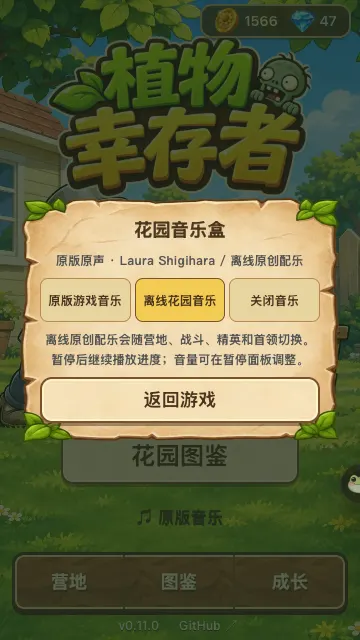 1566 47
植物
幸存者
花园音乐盒
原版原声 · Laura Shigihara / 离线原创配乐
原版游戏音乐 离线花园音乐 关闭音乐
离线原创配乐会随营地、战斗、精英和首领切换。
暂停后继续播放进度；音量可在暂停面板调整。
返回游戏
花园图鉴
原版音乐
营地 图鉴 成长
v0.11.0 GitHub